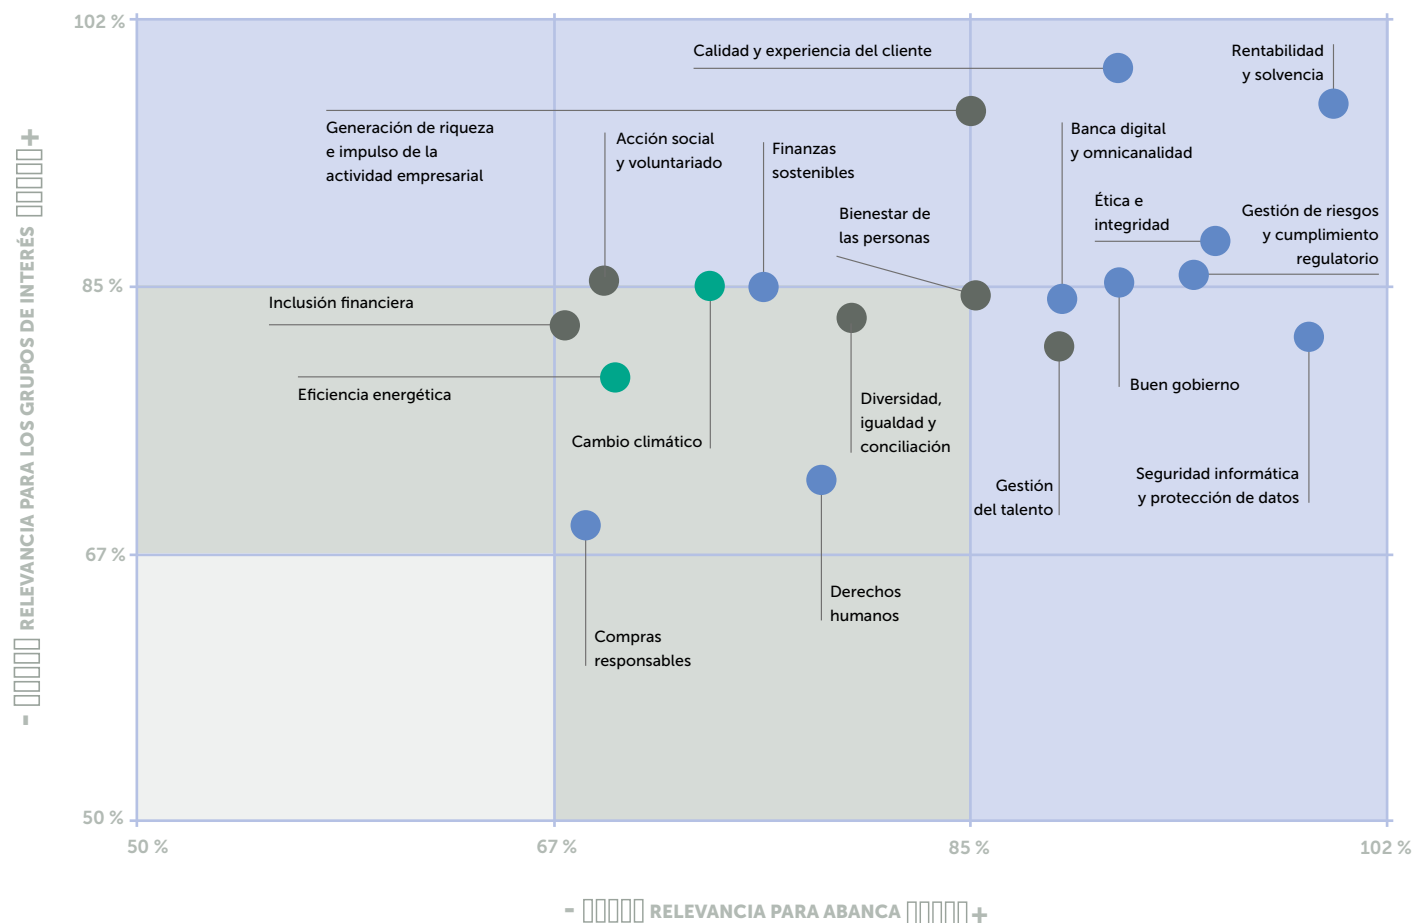 102 %
Calidad y experiencia del cliente
Rentabilidad
y solvencia
Generación de riqueza
e impulso de la
actividad empresarial
Acción social
y voluntariado
Finanzas
sostenibles
Banca digital
y omnicanalidad
Bienestar de
las personas
Ética e
integridad
Gestión de riesgos
y cumplimiento
regulatorio
85 %
Inclusión financiera
Eficiencia energética
Cambio climático
Diversidad,
igualdad y
conciliación
Buen gobierno
Gestión
del talento
Seguridad informática
y protección de datos
67 %
Derechos
humanos
Compras
responsables
50 %
50 %
67 %
85 %
102 %
- RELEVANCIA PARA LOS GRUPOS DE INTERÉS +
- RELEVANCIA PARA ABANCA +